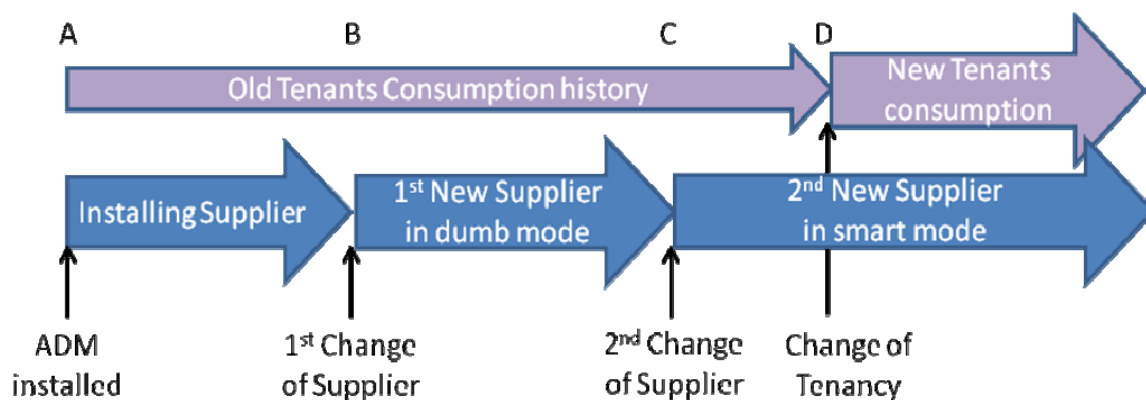 A B C D
Old Tenants Consumption history
New Tenants
consumption
Installing Supplier
1st New Supplier
in dumb mode
2nd New Supplier
in smart mode
ADM
installed
1st Change
of Supplier
2nd Change
of Supplier
Change of
Tenancy